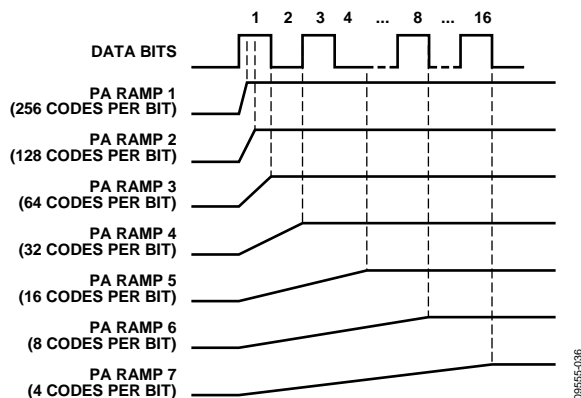 1 2 3 4 ... 8 ... 16
DATA BITS
PA RAMP 1
(256 CODES PER BIT)
PA RAMP 2
(128 CODES PER BIT)
PA RAMP 3
(64 CODES PER BIT)
PA RAMP 4
(32 CODES PER BIT)
PA RAMP 5
(16 CODES PER BIT)
PA RAMP 6
(8 CODES PER BIT)
PA RAMP 7
(4 CODES PER BIT)
09555-036